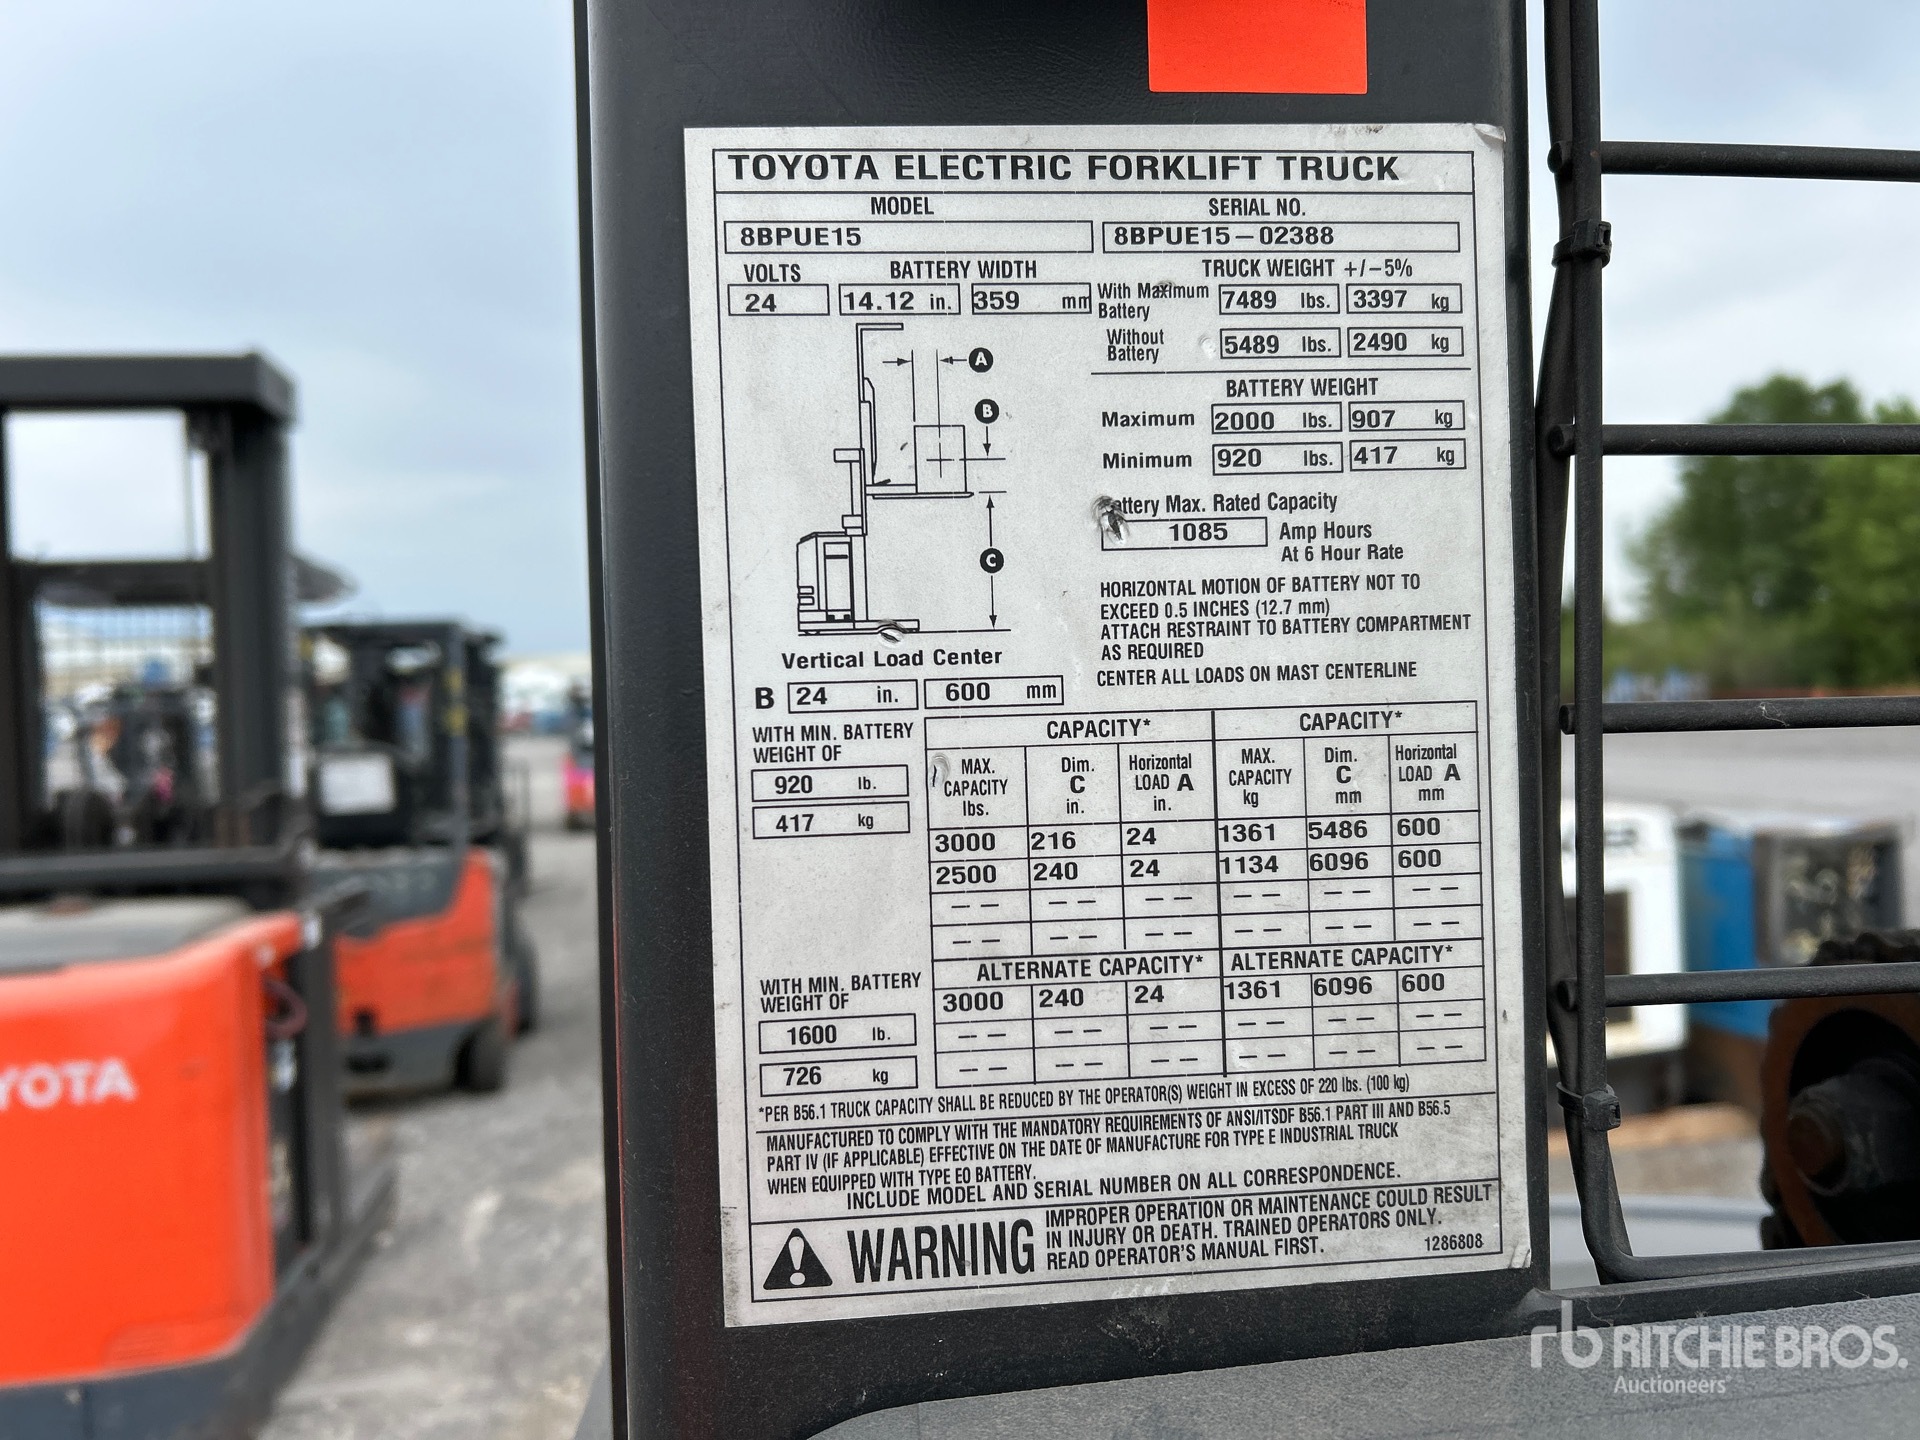 TOYOTA ELECTRIC FORKLIFT TRUCK
MODEL
SERIAL NO.
8BPUE15
8BPUE15-02388
VOLTS
BATTERY WIDTH
24
14.12 in.
359 mm
TRUCK WEIGHT +/-5%
With Maximum Battery 7489 lbs. 3397 kg
Without Battery 5489 lbs. 2490 kg
A
B
C
BATTERY WEIGHT
Maximum 2000 lbs. 907 kg
Minimum 920 lbs. 417 kg
Battery Max. Rated Capacity
1085 Amp Hours
At 6 Hour Rate
HORIZONTAL MOTION OF BATTERY NOT TO
EXCEED 0.5 INCHES (12.7 mm)
ATTACH RESTRAINT TO BATTERY COMPARTMENT
AS REQUIRED
CENTER ALL LOADS ON MAST CENTERLINE
Vertical Load Center
B 24 in. 600 mm
WITH MIN. BATTERY
WEIGHT OF
920 lb.
417 kg
CAPACITY* CAPACITY*
MAX. CAPACITY lbs. Dim. C in. Horizontal LOAD A in. MAX. CAPACITY kg Dim. C mm Horizontal LOAD A mm
3000 216 24 1361 5486 600
2500 240 24 1134 6096 600
-- -- -- -- -- --
-- -- -- -- -- --
WITH MIN. BATTERY
WEIGHT OF
1600 lb.
726 kg
ALTERNATE CAPACITY* ALTERNATE CAPACITY*
3000 240 24 1361 6096 600
-- -- -- -- -- --
-- -- -- -- -- --
*PER B56.1 TRUCK CAPACITY SHALL BE REDUCED BY THE OPERATOR(S) WEIGHT IN EXCESS OF 220 lbs. (100 kg)
MANUFACTURED TO COMPLY WITH THE MANDATORY REQUIREMENTS OF ANSI/ITSDF B56.1 PART III AND B56.5
PART IV (IF APPLICABLE) EFFECTIVE ON THE DATE OF MANUFACTURE FOR TYPE E INDUSTRIAL TRUCK
WHEN EQUIPPED WITH TYPE EO BATTERY.
INCLUDE MODEL AND SERIAL NUMBER ON ALL CORRESPONDENCE.
WARNING
IMPROPER OPERATION OR MAINTENANCE COULD RESULT
IN INJURY OR DEATH. TRAINED OPERATORS ONLY.
READ OPERATOR'S MANUAL FIRST.
1286808
YOTA
rb RITCHIE BROS.
Auctioneers